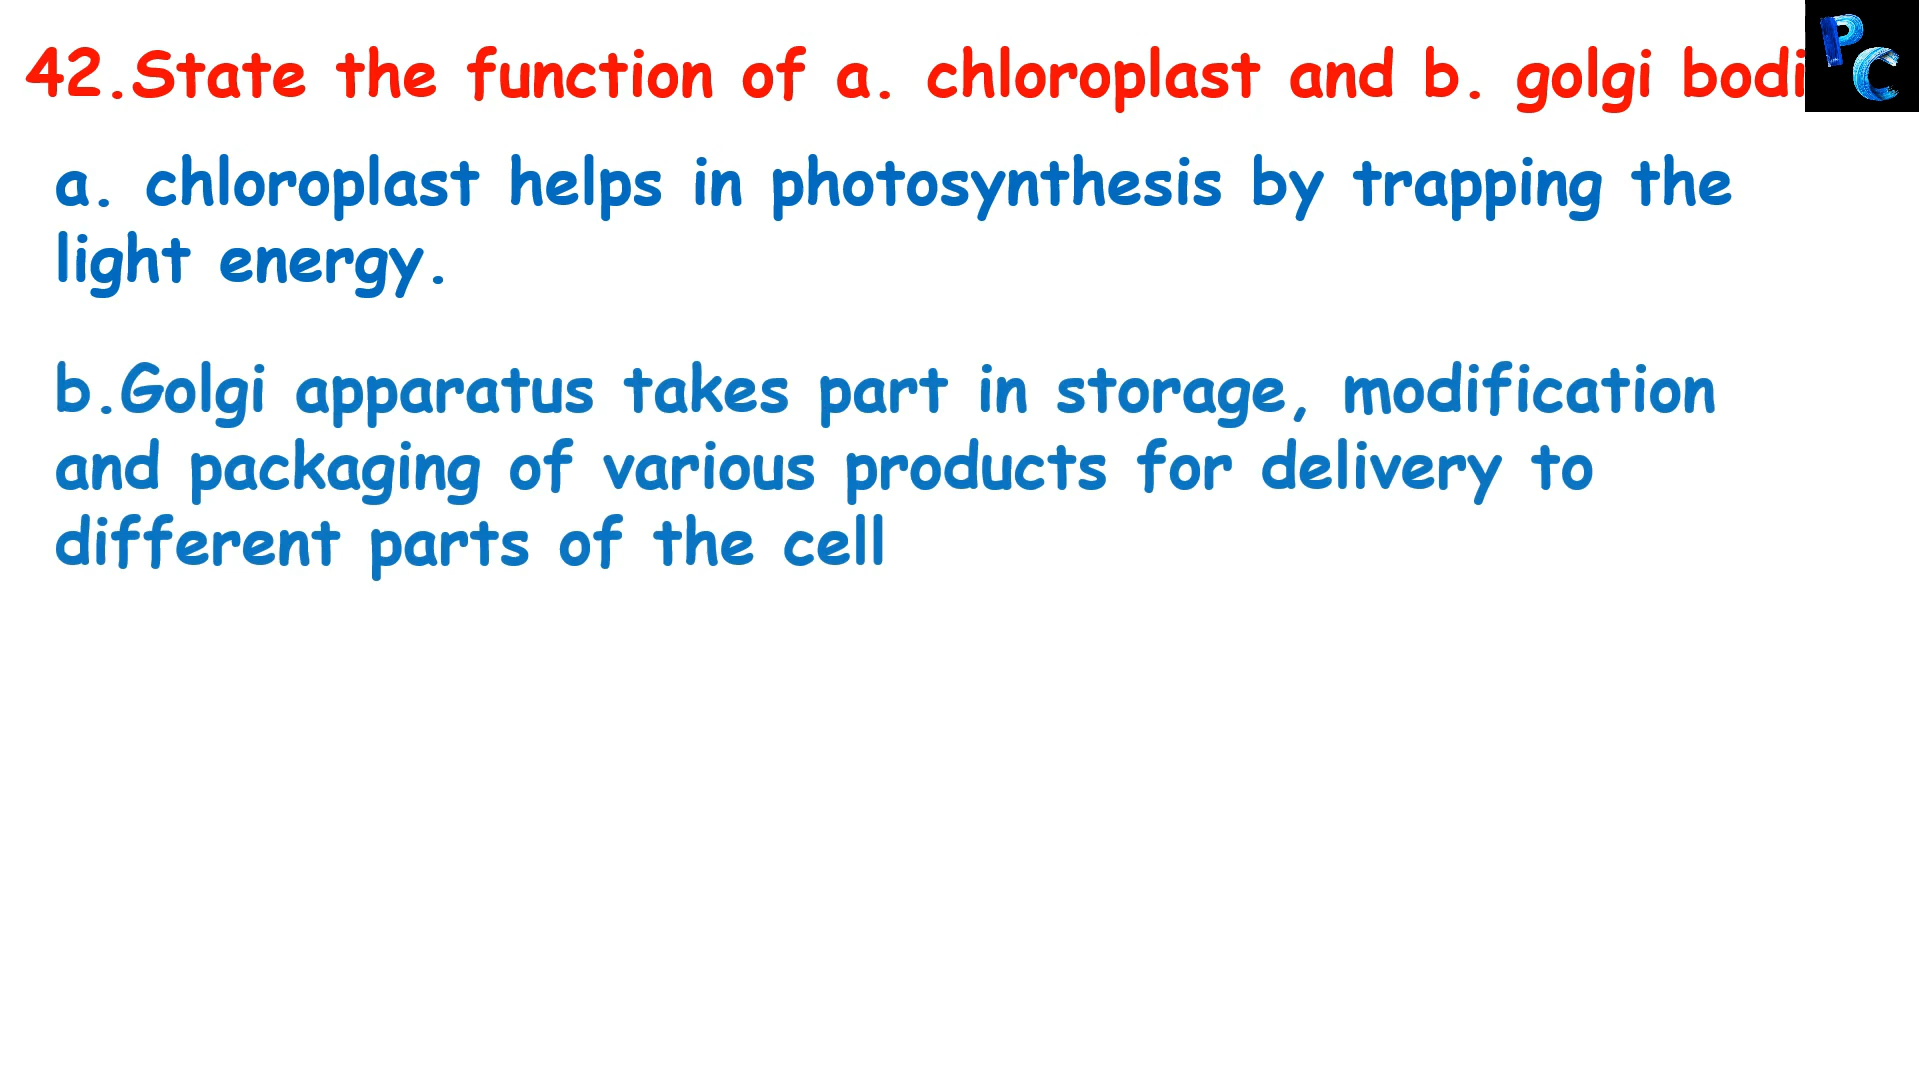 42.State the function of a. chloroplast and b. golgi bodi
PC
a. chloroplast helps in photosynthesis by trapping the
light energy.
b.Golgi apparatus takes part in storage, modification
and packaging of various products for delivery to
different parts of the cell